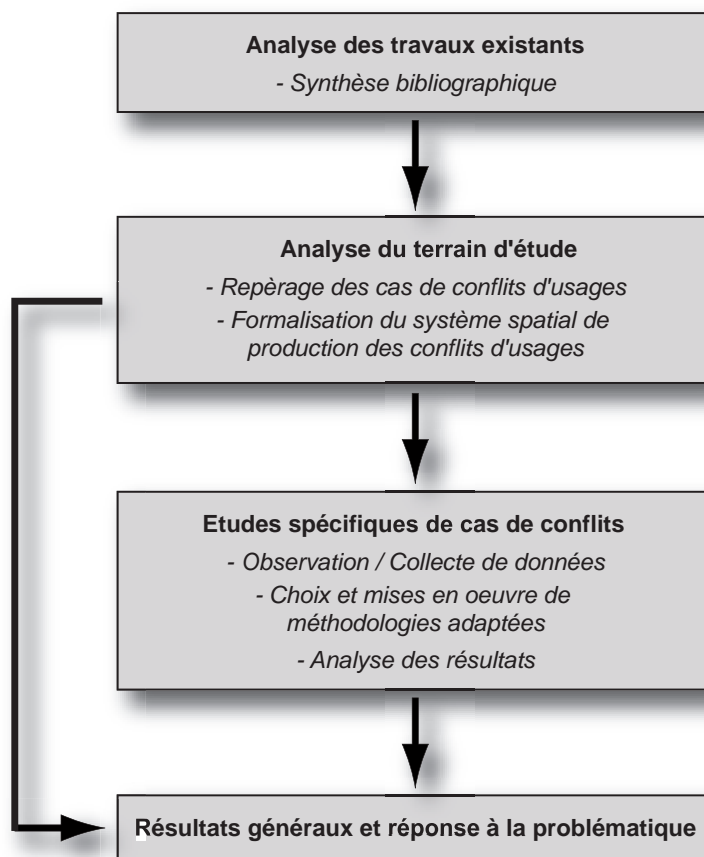 Analyse des travaux existants
- Synthèse bibliographique
Analyse du terrain d'étude
- Repèrage des cas de conflits d'usages
- Formalisation du système spatial de
production des conflits d'usages
Etudes spécifiques de cas de conflits
- Observation / Collecte de données
- Choix et mises en oeuvre de
méthodologies adaptées
- Analyse des résultats
Résultats généraux et réponse à la problématique